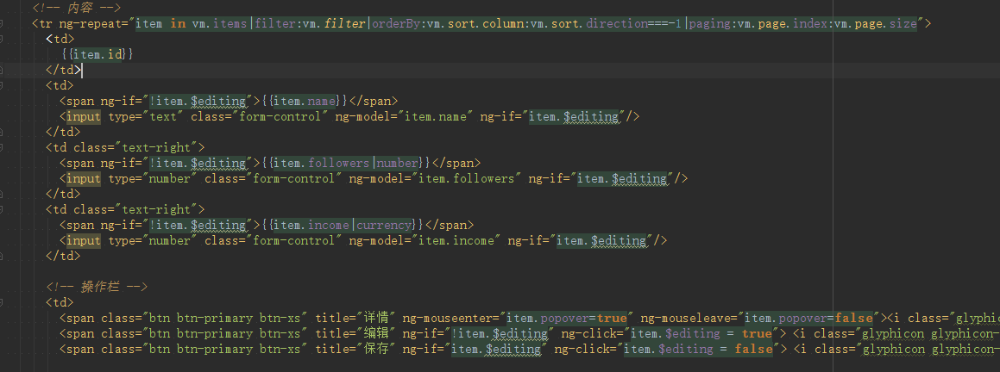 <!-- 内容 -->
<tr ng-repeat="item in vm.items|filter:vm.filter|orderBy:vm.sort.column:vm.sort.direction===-1|paging:vm.page.index:vm.page.size">
<td>
{{item.id}}
</td>
<td>
<span ng-if="!item.$editing">{{item.name}}</span>
<input type="text" class="form-control" ng-model="item.name" ng-if="item.$editing"/>
</td>
<td class="text-right">
<span ng-if="!item.$editing">{{item.followers|number}}</span>
<input type="number" class="form-control" ng-model="item.followers" ng-if="item.$editing"/>
</td>
<td class="text-right">
<span ng-if="!item.$editing">{{item.income|currency}}</span>
<input type="number" class="form-control" ng-model="item.income" ng-if="item.$editing"/>
</td>
<!-- 操作栏 -->
<td>
<span class="btn btn-primary btn-xs" title="详情" ng-mouseenter="item.popover=true" ng-mouseleave="item.popover=false"><i class="glyphic
<span class="btn btn-primary btn-xs" title="编辑" ng-if="!item.$editing" ng-click="item.$editing = true"> <i class="glyphicon glyphicon-
<span class="btn btn-primary btn-xs" title="保存" ng-if="item.$editing" ng-click="item.$editing = false"> <i class="glyphicon glyphicon-